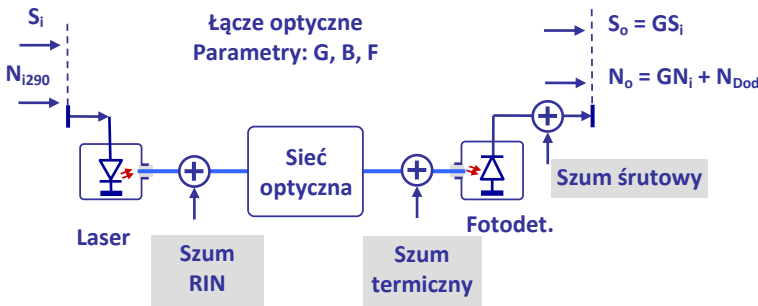 Łącze optyczne
Parametry: G, B, F
Si
Ni290
So = GSi
No = GNi + NDod
Sieć
optyczna
Laser
Szum
RIN
Szum
termiczny
Fotodet.
Szum śrutowy